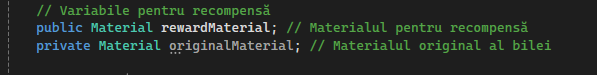 // Variabile pentru recompensă
public Material rewardMaterial; // Materialul pentru recompensă
private Material originalMaterial; // Materialul original al bilei